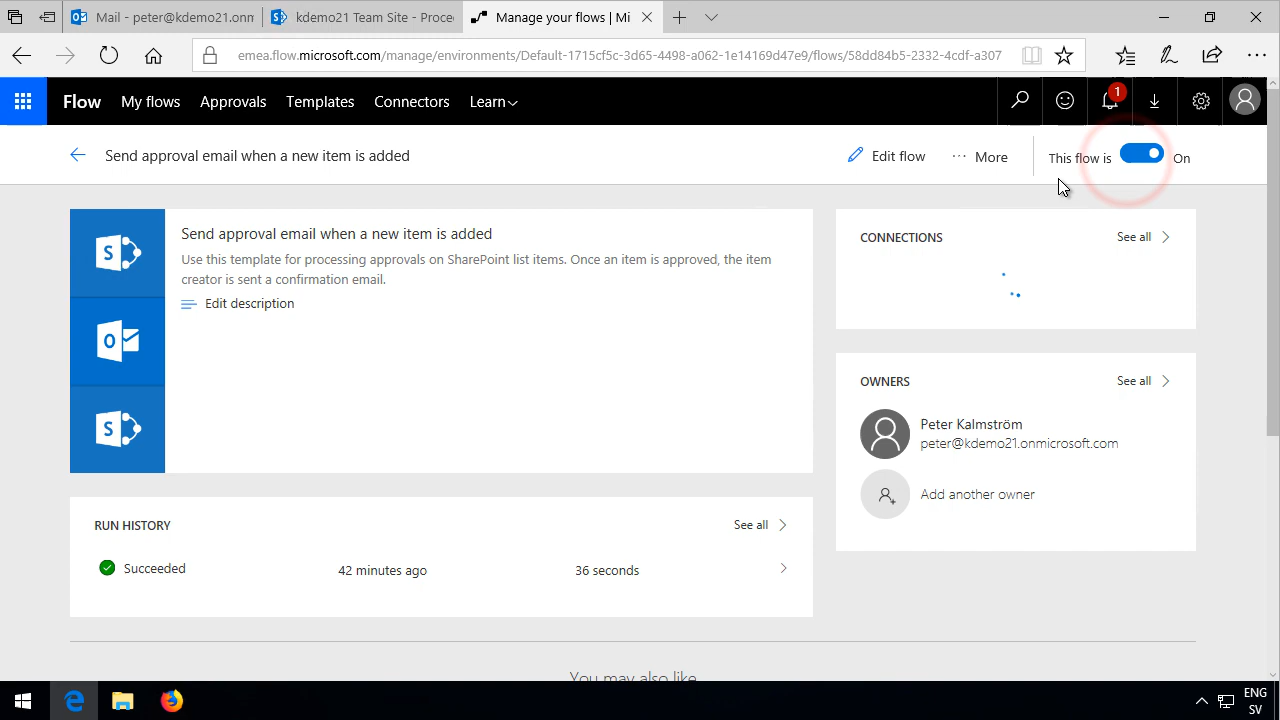 Mail - peter@kdemo21.onm
kdemo21 Team Site - Proce
Manage your flows | Mi
emea.flow.microsoft.com/manage/environments/Default-1715cf5c-3d65-4498-a062-1e14169d47e9/flows/58dd84b5-2332-4cdf-a307
Flow
My flows
Approvals
Templates
Connectors
Learn
1
Send approval email when a new item is added
Edit flow
··· More
This flow is
On
Send approval email when a new item is added
Use this template for processing approvals on SharePoint list items. Once an item is approved, the item
creator is sent a confirmation email.
Edit description
CONNECTIONS
See all
OWNERS
See all
Peter Kalmström
peter@kdemo21.onmicrosoft.com
Add another owner
RUN HISTORY
See all
Succeeded
42 minutes ago
36 seconds
You may also like
ENG
SV